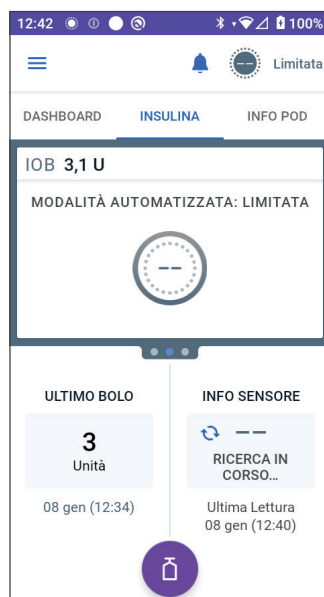 12:42 100%
Limitata
DASHBOARD INSULINA INFO POD
IOB 3,1 U
MODALITÀ AUTOMATIZZATA: LIMITATA
--
ULTIMO BOLO INFO SENSORE
3 --
Unità RICERCA IN
CORSO...
08 gen (12:34) Ultima Lettura
08 gen (12:40)